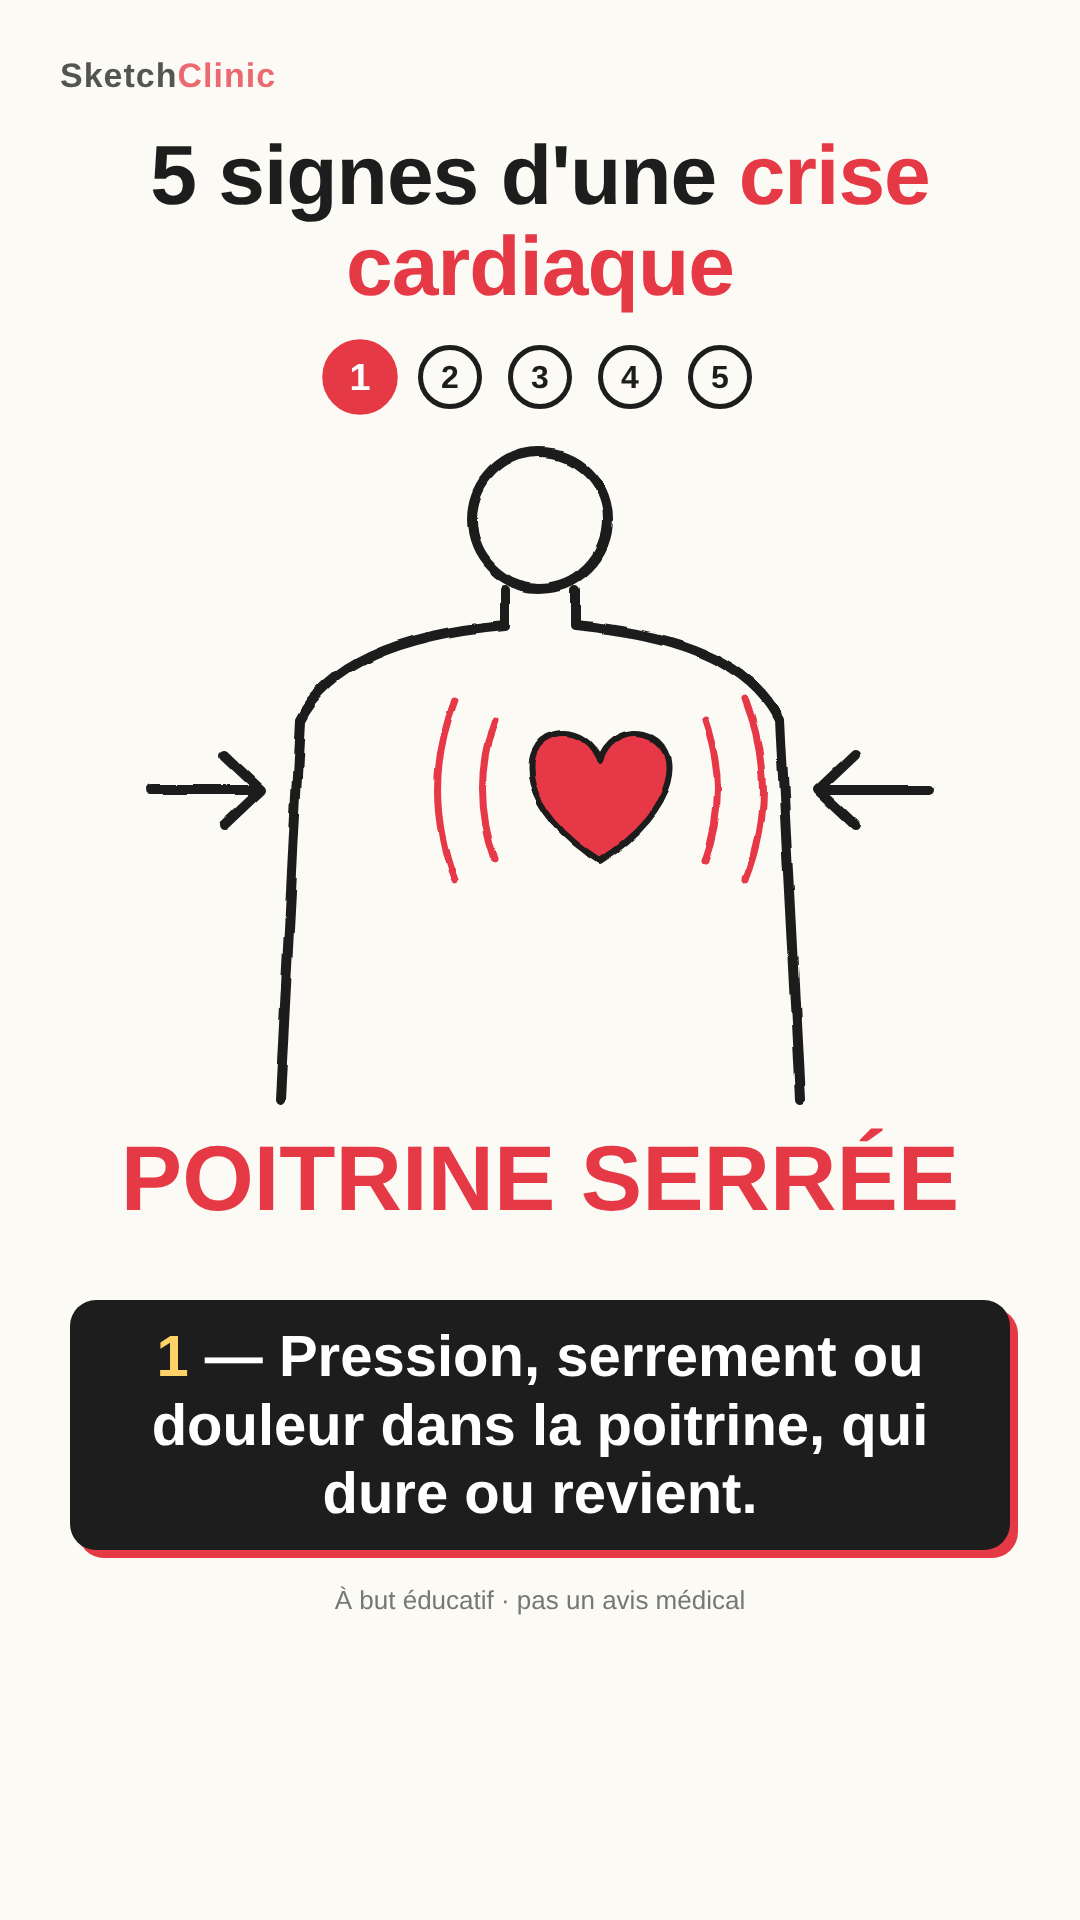 SketchClinic
5 signes d'une crise
cardiaque
1 2 3 4 5
POITRINE SERRÉE
1 — Pression, serrement ou
douleur dans la poitrine, qui
dure ou revient.
À but éducatif · pas un avis médical